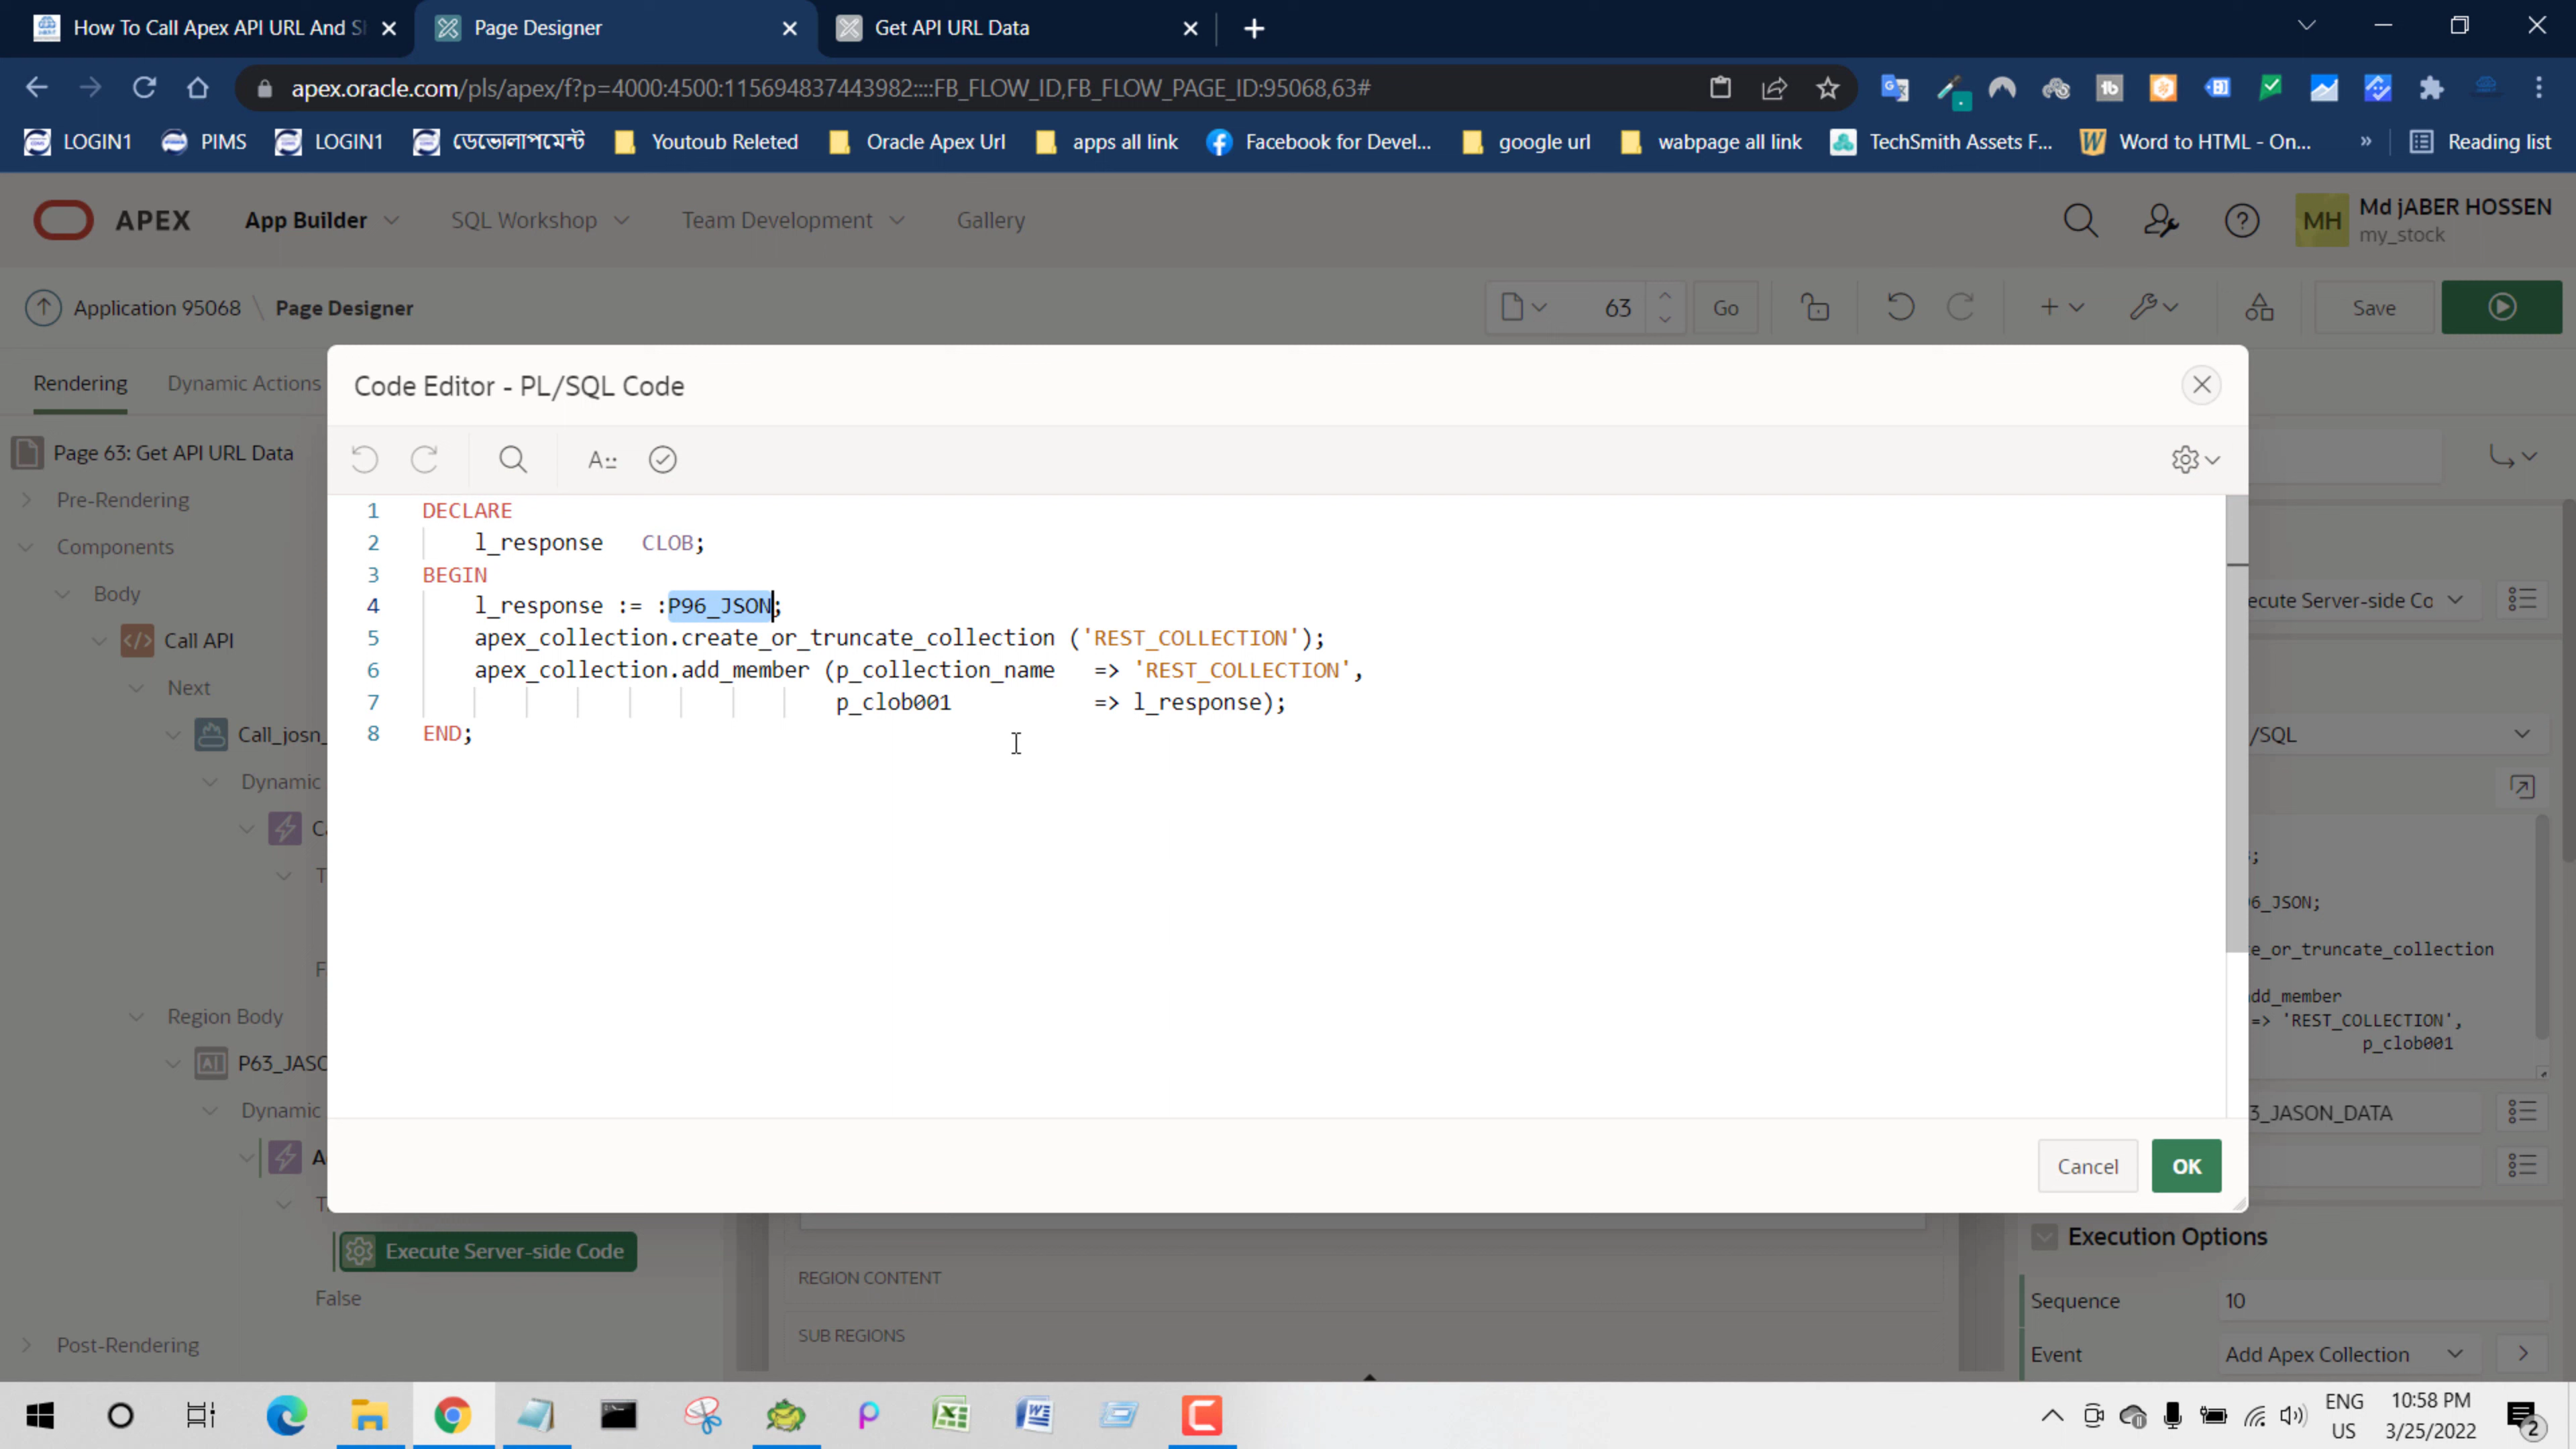 How To Call Apex API URL And S
Page Designer
Get API URL Data
apex.oracle.com/pls/apex/f?p=4000:4500:115694837443982::::FB_FLOW_ID,FB_FLOW_PAGE_ID:95068,63#
LOGIN1 PIMS LOGIN1 ডেভোলাপমেন্ট Youtoub Releted Oracle Apex Url apps all link Facebook for Devel... google url wabpage all link TechSmith Assets F... Word to HTML - On... » Reading list
APEX App Builder SQL Workshop Team Development Gallery
MH Md jABER HOSSEN
my_stock
Application 95068 \ Page Designer 63 Go Save
Rendering Dynamic Actions
Code Editor - PL/SQL Code
Page 63: Get API URL Data
Pre-Rendering
Components
Body
Call API
Next
Call_josn_
Dynamic
C
T
F
Region Body
P63_JASO
Dynamic
A
T
Execute Server-side Code
False
Post-Rendering
1 DECLARE
2 l_response CLOB;
3 BEGIN
4 l_response := :P96_JSON;
5 apex_collection.create_or_truncate_collection ('REST_COLLECTION');
6 apex_collection.add_member (p_collection_name => 'REST_COLLECTION',
7 p_clob001 => l_response);
8 END;
Cancel OK
ecute Server-side Co
/SQL
;
96_JSON;
e_or_truncate_collection
dd_member
=> 'REST_COLLECTION',
p_clob001
3_JASON_DATA
REGION CONTENT
SUB REGIONS
Execution Options
Sequence 10
Event Add Apex Collection
ENG
US
10:58 PM
3/25/2022
2